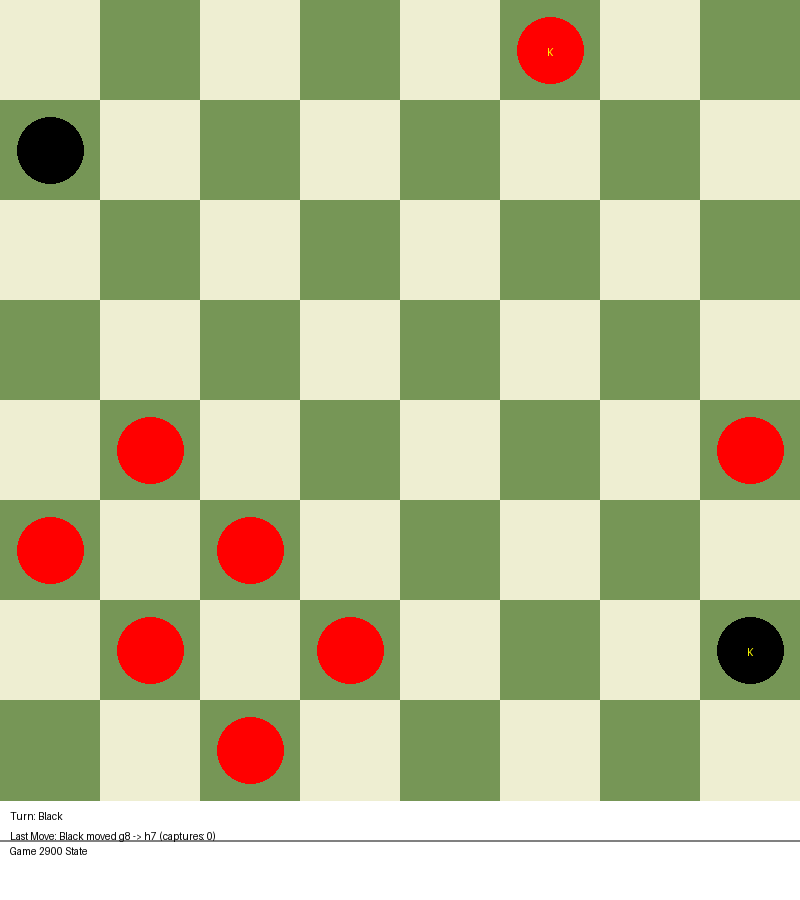 K
K
Turn: Black
Last Move: Black moved g8 -> h7 (captures: 0)
Game 2900 State